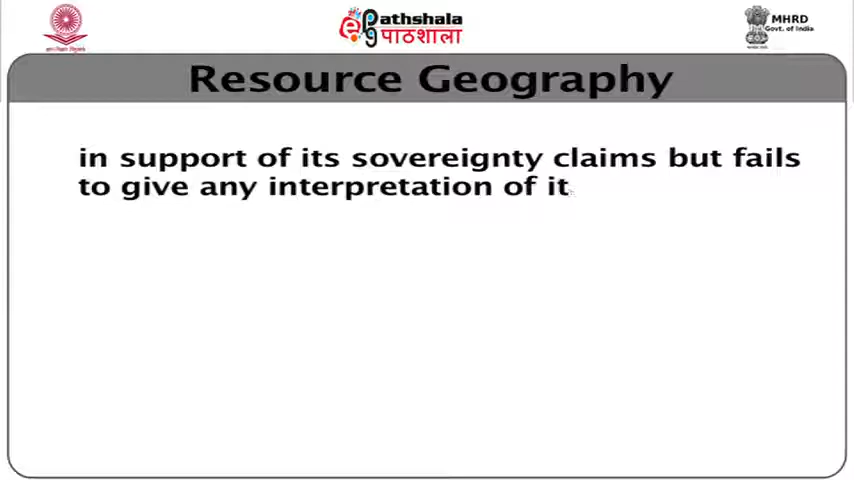 ePathshala
पाठशाला
MHRD
Govt. of India
Resource Geography
in support of its sovereignty claims but fails
to give any interpretation of it